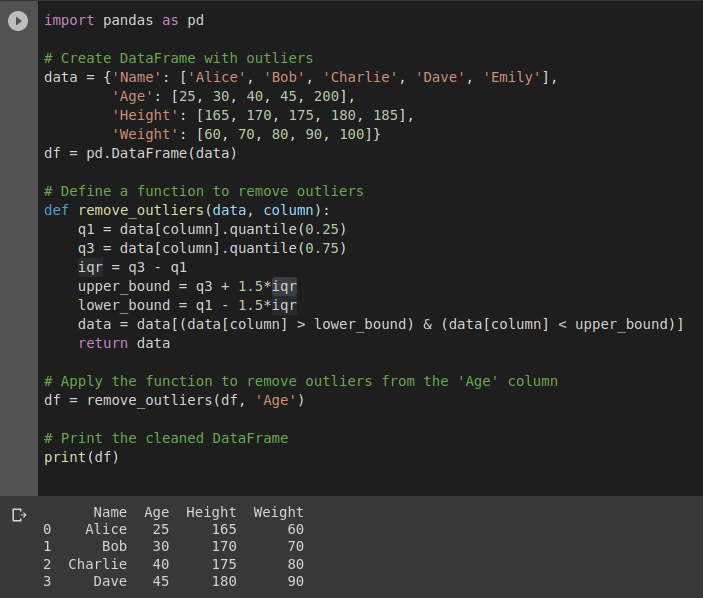 import pandas as pd

# Create DataFrame with outliers
data = {'Name': ['Alice', 'Bob', 'Charlie', 'Dave', 'Emily'],
        'Age': [25, 30, 40, 45, 200],
        'Height': [165, 170, 175, 180, 185],
        'Weight': [60, 70, 80, 90, 100]}
df = pd.DataFrame(data)

# Define a function to remove outliers
def remove_outliers(data, column):
    q1 = data[column].quantile(0.25)
    q3 = data[column].quantile(0.75)
    iqr = q3 - q1
    upper_bound = q3 + 1.5*iqr
    lower_bound = q1 - 1.5*iqr
    data = data[(data[column] > lower_bound) & (data[column] < upper_bound)]
    return data

# Apply the function to remove outliers from the 'Age' column
df = remove_outliers(df, 'Age')

# Print the cleaned DataFrame
print(df)

      Name  Age  Height  Weight
0    Alice   25     165      60
1      Bob   30     170      70
2  Charlie   40     175      80
3     Dave   45     180      90